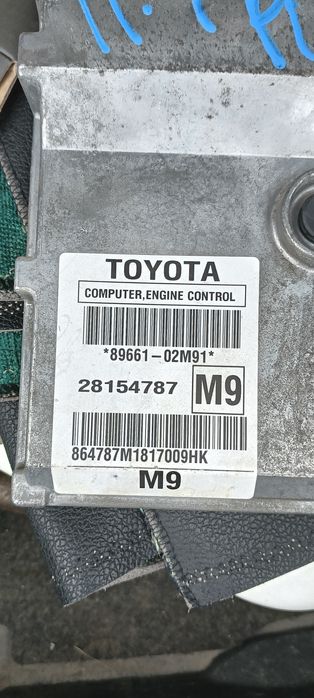 TOYOTA
COMPUTER,ENGINE CONTROL
*89661-02M91*
28154787 M9
864787M1817009HK
M9